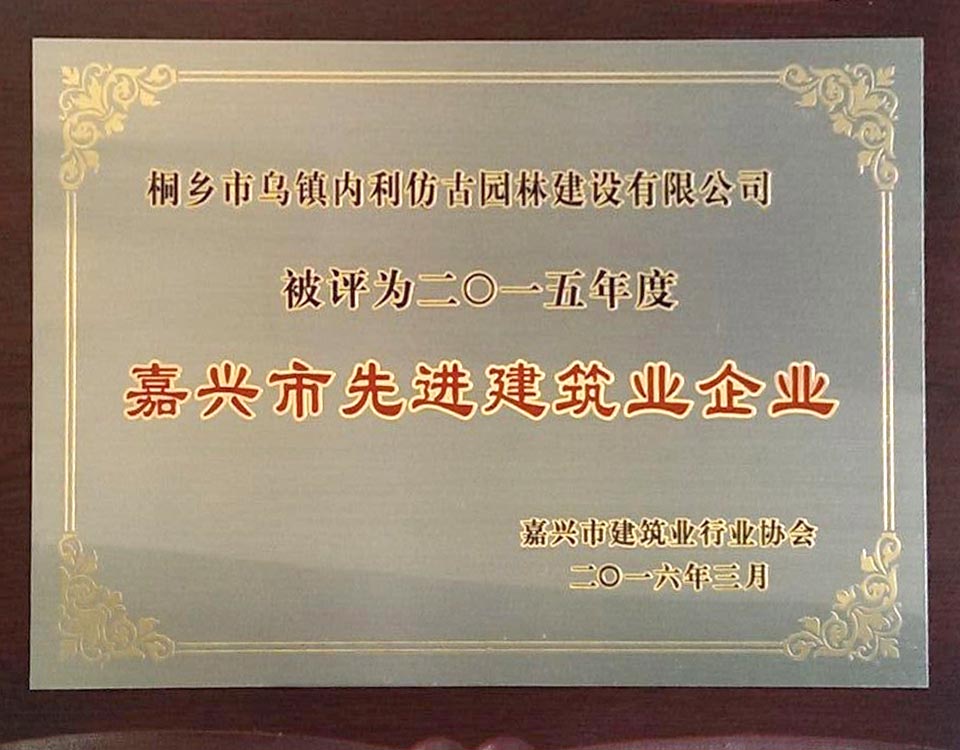 桐乡市乌镇内利仿古园林建设有限公司
被评为二〇一五年度
嘉兴市先进建筑业企业
嘉兴市建筑业行业协会
二〇一六年三月